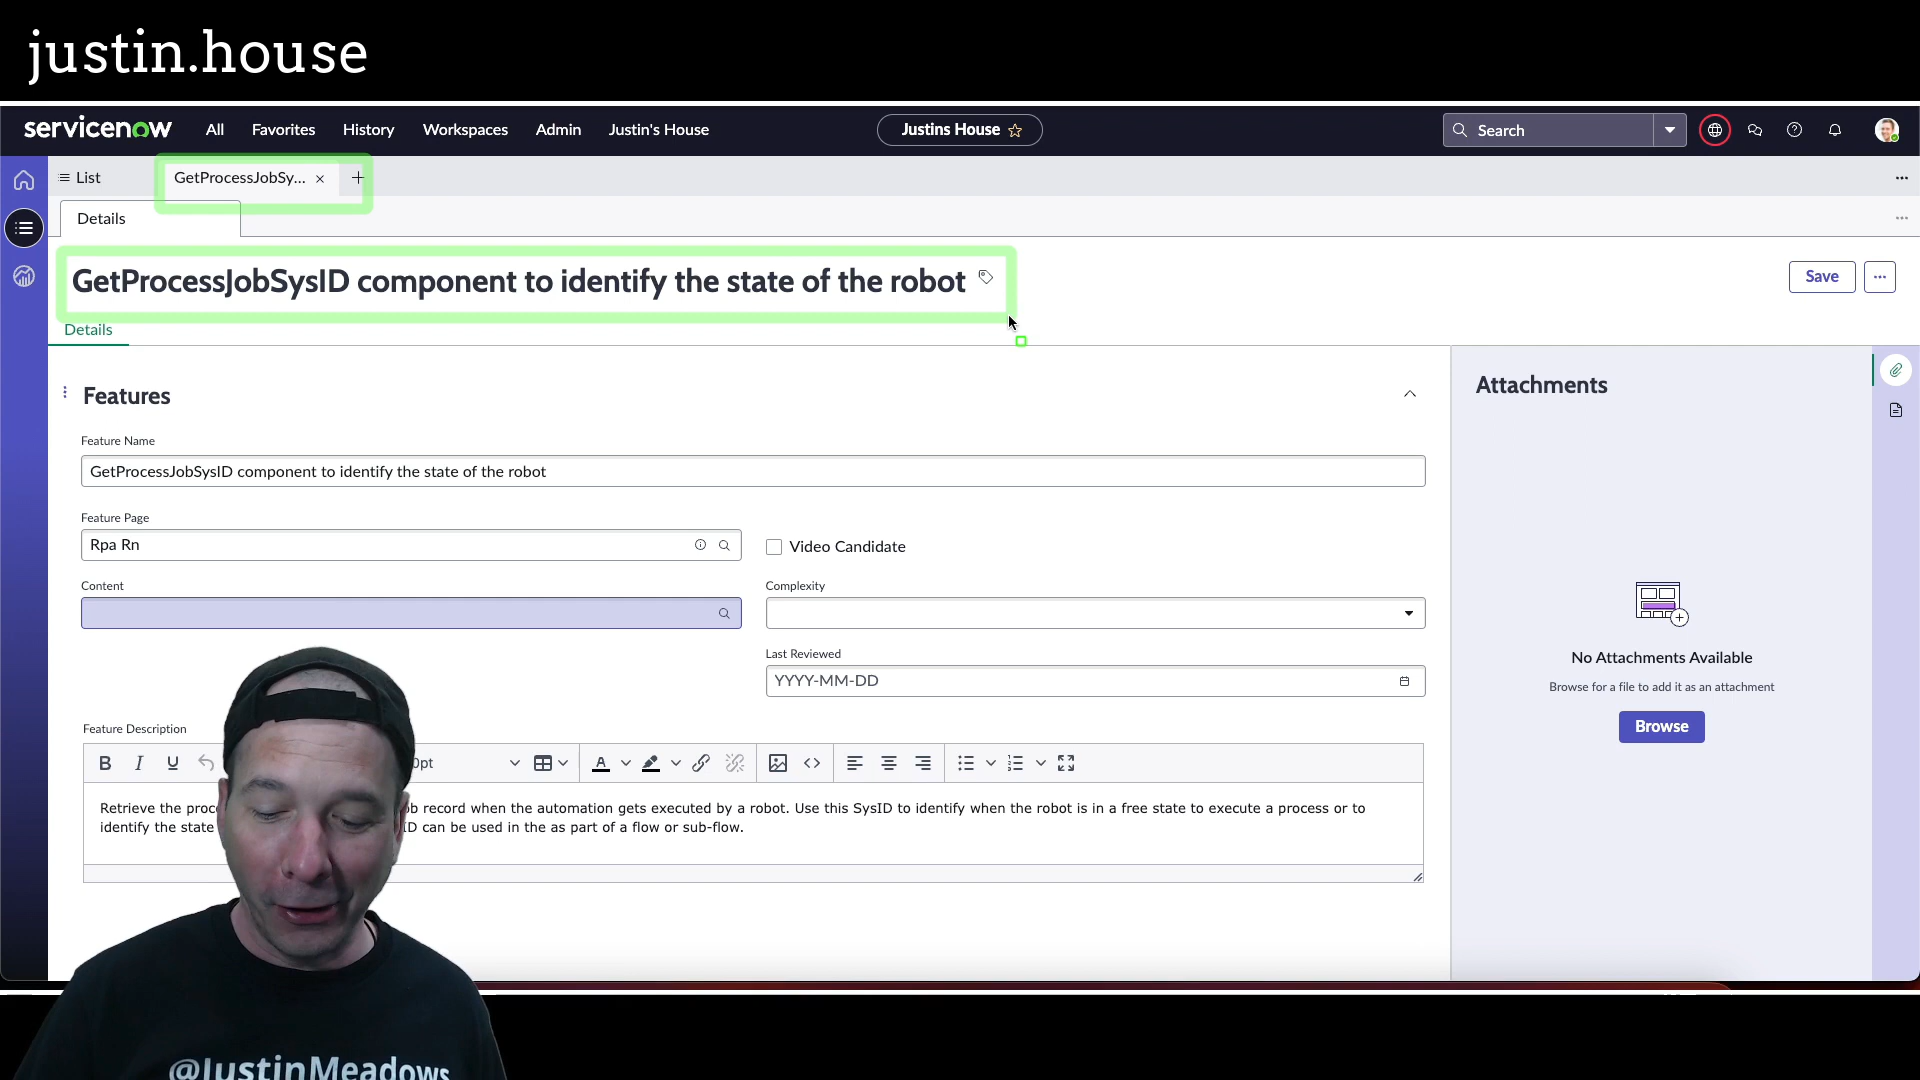 justin.house
servicenow All Favorites History Workspaces Admin Justin's House Justins House Search
List GetProcessJobSy...
Details
GetProcessJobSysID component to identify the state of the robot
Save
Details
Features
Attachments
Feature Name
GetProcessJobSysID component to identify the state of the robot
Feature Page
Rpa Rn
Video Candidate
Content
Complexity
Last Reviewed
YYYY-MM-DD
No Attachments Available
Browse for a file to add it as an attachment
Browse
Feature Description
B I U 0pt A
Retrieve the record when the automation gets executed by a robot. Use this SysID to identify when the robot is in a free state to execute a process or to
identify the state ID can be used in the as part of a flow or sub-flow.
@JustinMeadows